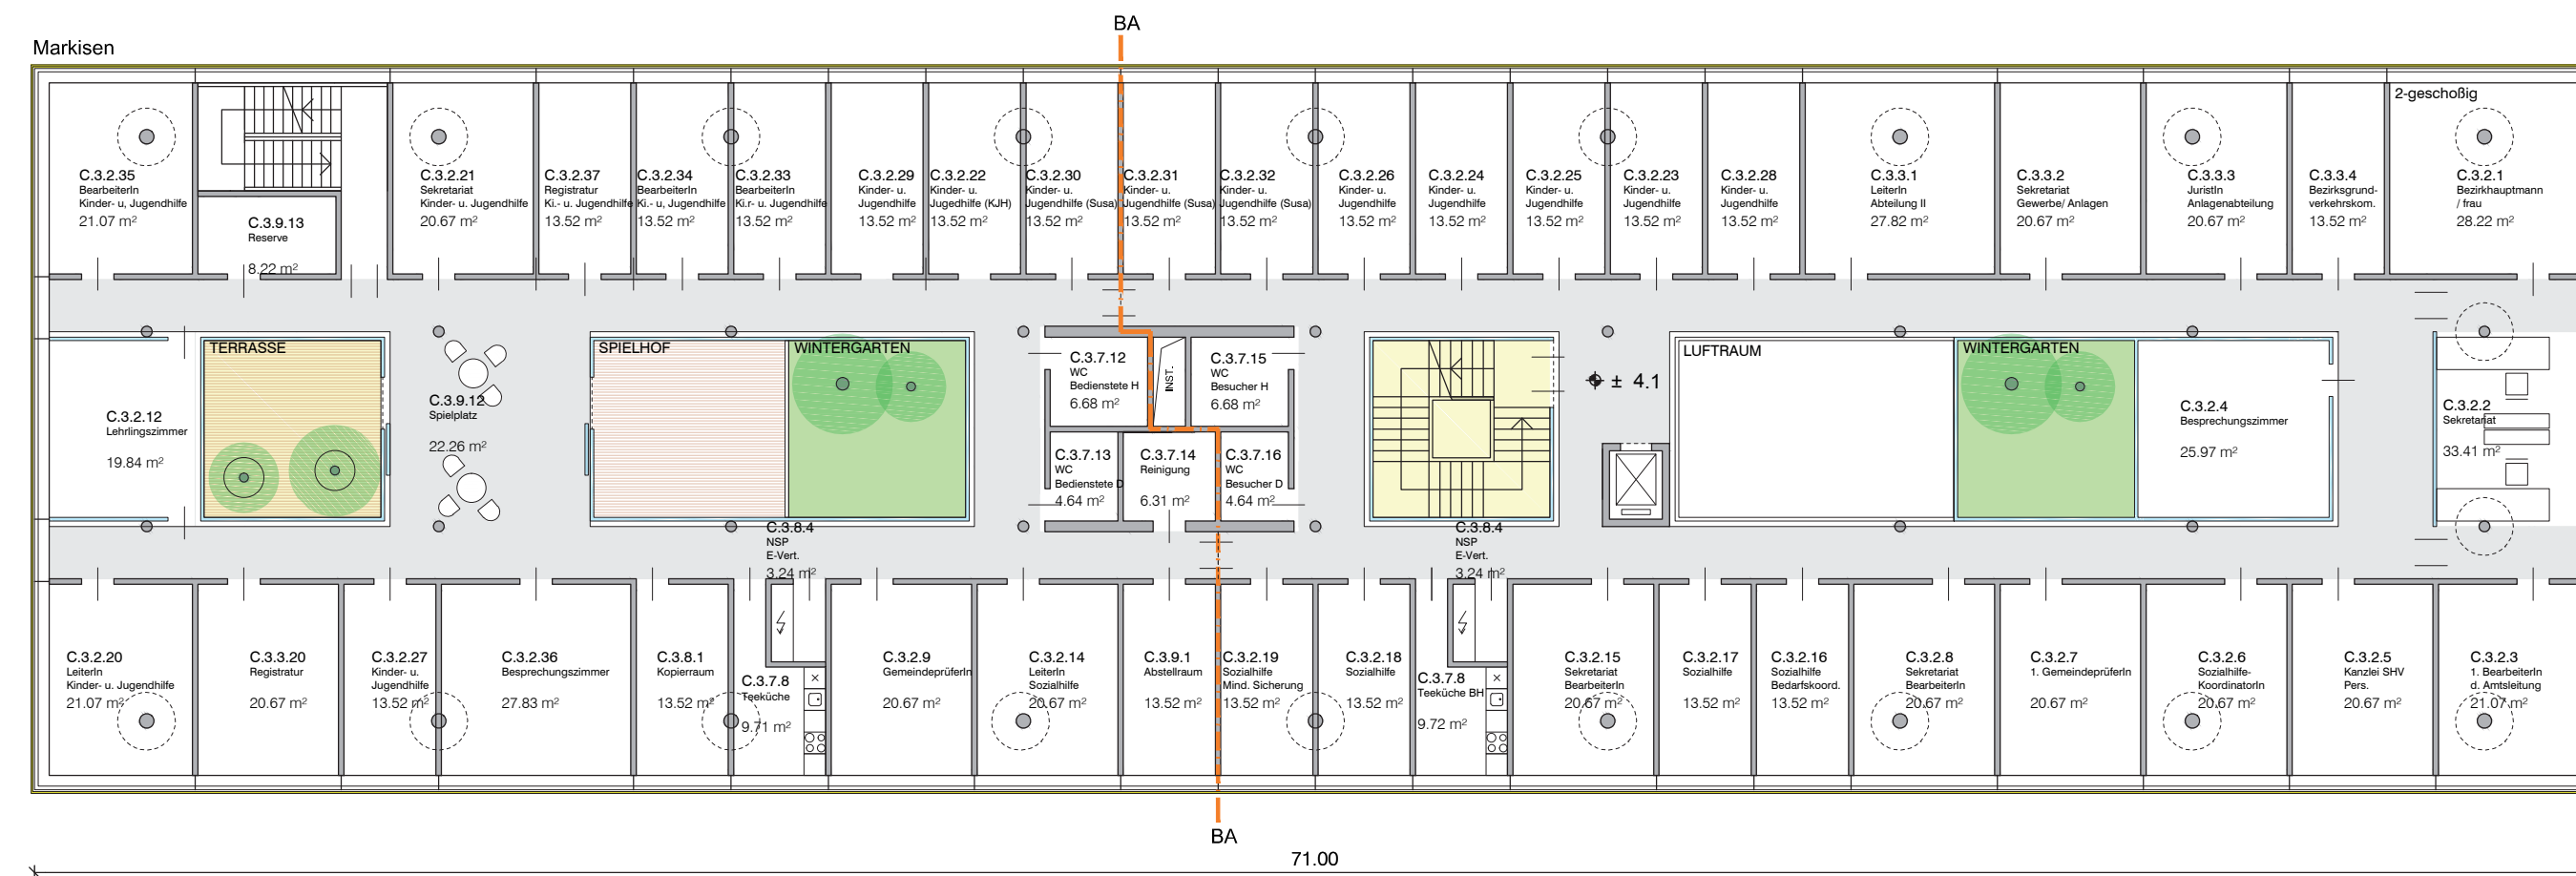 BA
Markisen
2-geschoßig
C.3.2.35
BearbeiterIn
Kinder- u, Jugendhilfe
21.07 m²
C.3.9.13
Reserve
8.22 m²
C.3.2.21
Sekretariat
Kinder- u. Jugendhilfe
20.67 m²
C.3.2.37
Registratur
Ki.- u. Jugendhilfe
13.52 m²
C.3.2.34
BearbeiterIn
Ki.- u, Jugendhilfe
13.52 m²
C.3.2.33
BearbeiterIn
Ki.r- u. Jugendhilfe
13.52 m²
C.3.2.29
Kinder- u.
Jugendhilfe
13.52 m²
C.3.2.22
Kinder- u.
Jugedhilfe (KJH)
13.52 m²
C.3.2.30
Kinder- u.
Jugendhilfe (Susa)
13.52 m²
C.3.2.31
Kinder- u.
Jugendhilfe (Susa)
13.52 m²
C.3.2.32
Kinder- u.
Jugendhilfe (Susa)
13.52 m²
C.3.2.26
Kinder- u.
Jugendhilfe
13.52 m²
C.3.2.24
Kinder- u.
Jugendhilfe
13.52 m²
C.3.2.25
Kinder- u.
Jugendhilfe
13.52 m²
C.3.2.23
Kinder- u.
Jugendhilfe
13.52 m²
C.3.2.28
Kinder- u.
Jugendhilfe
13.52 m²
C.3.3.1
LeiterIn
Abteilung II
27.82 m²
C.3.3.2
Sekretariat
Gewerbe/ Anlagen
20.67 m²
C.3.3.3
JuristIn
Anlagenabteilung
20.67 m²
C.3.3.4
Bezirksgrund-
verkehrskom.
13.52 m²
C.3.2.1
Bezirkhauptmann
/ frau
28.22 m²
C.3.2.12
Lehrlingszimmer
19.84 m²
TERRASSE
C.3.9.12
Spielplatz
22.26 m²
SPIELHOF
WINTERGARTEN
C.3.7.12
WC
Bedienstete H
6.68 m²
INST.
C.3.7.15
WC
Besucher H
6.68 m²
C.3.7.13
WC
Bedienstete D
4.64 m²
C.3.7.14
Reinigung
6.31 m²
C.3.7.16
WC
Besucher D
4.64 m²
± 4.1
LUFTRAUM
WINTERGARTEN
C.3.2.4
Besprechungszimmer
25.97 m²
C.3.2.2
Sekretariat
33.41 m²
C.3.8.4
NSP
E-Vert.
3.24 m²
C.3.8.4
NSP
E-Vert.
3.24 m²
C.3.2.20
LeiterIn
Kinder- u. Jugendhilfe
21.07 m²
C.3.3.20
Registratur
20.67 m²
C.3.2.27
Kinder- u.
Jugendhilfe
13.52 m²
C.3.2.36
Besprechungszimmer
27.83 m²
C.3.8.1
Kopierraum
13.52 m²
C.3.7.8
Teeküche
9.71 m²
C.3.2.9
GemeindeprüferIn
20.67 m²
C.3.2.14
LeiterIn
Sozialhilfe
20.67 m²
C.3.9.1
Abstellraum
13.52 m²
C.3.2.19
Sozialhilfe
Mind. Sicherung
13.52 m²
C.3.2.18
Sozialhilfe
13.52 m²
C.3.7.8
Teeküche BH
9.72 m²
C.3.2.15
Sekretariat
BearbeiterIn
20.67 m²
C.3.2.17
Sozialhilfe
13.52 m²
C.3.2.16
Sozialhilfe
Bedarfskoord.
13.52 m²
C.3.2.8
Sekretariat
BearbeiterIn
20.67 m²
C.3.2.7
1. GemeindeprüferIn
20.67 m²
C.3.2.6
Sozialhilfe-
KoordinatorIn
20.67 m²
C.3.2.5
Kanzlei SHV
Pers.
20.67 m²
C.3.2.3
1. BearbeiterIn
d. Amtsleitung
21.07 m²
BA
71.00